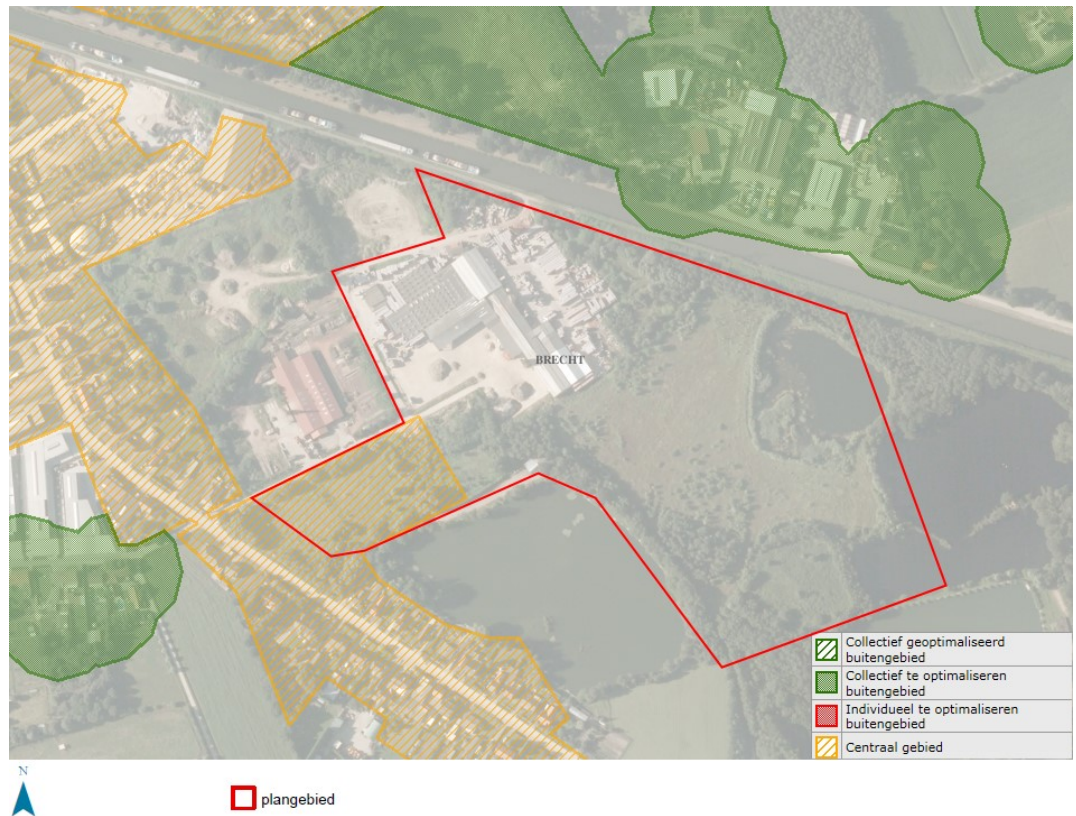 BRECHT
Collectief geoptimaliseerd
buitengebied
Collectief te optimaliseren
buitengebied
Individueel te optimaliseren
buitengebied
Centraal gebied
N
plangebied